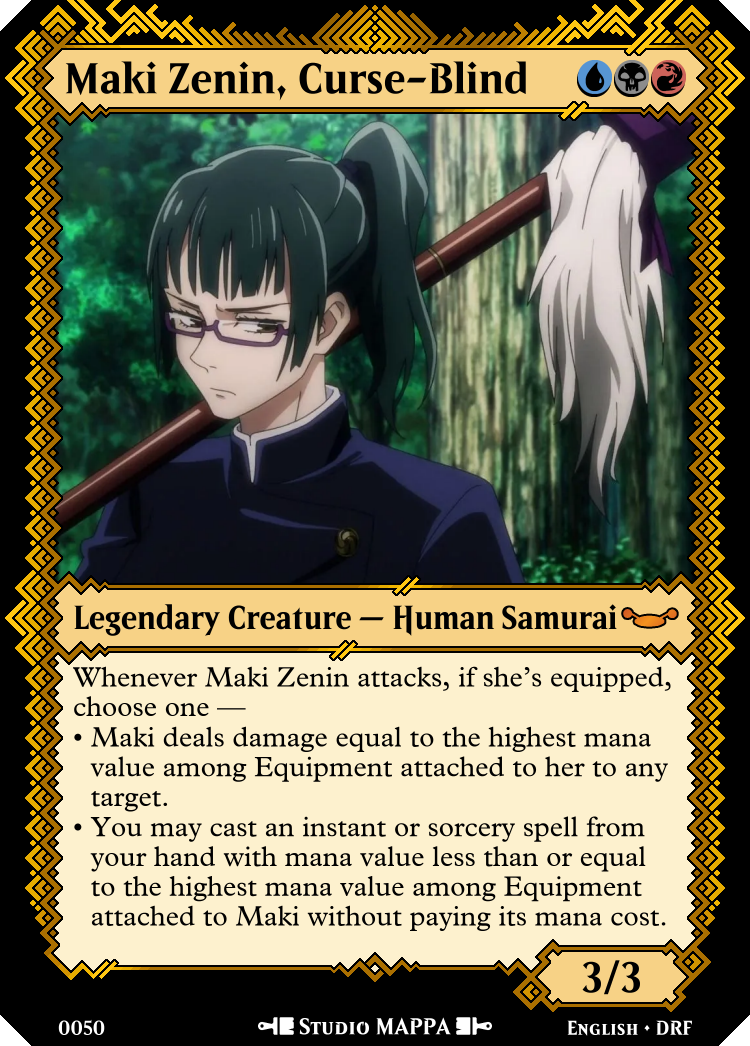 Maki Zenin, Curse-Blind
Legendary Creature — Human Samurai
Whenever Maki Zenin attacks, if she's equipped,
choose one —
• Maki deals damage equal to the highest mana
value among Equipment attached to her to any
target.
• You may cast an instant or sorcery spell from
your hand with mana value less than or equal
to the highest mana value among Equipment
attached to Maki without paying its mana cost.
3/3
0050
Studio MAPPA
English • DRF